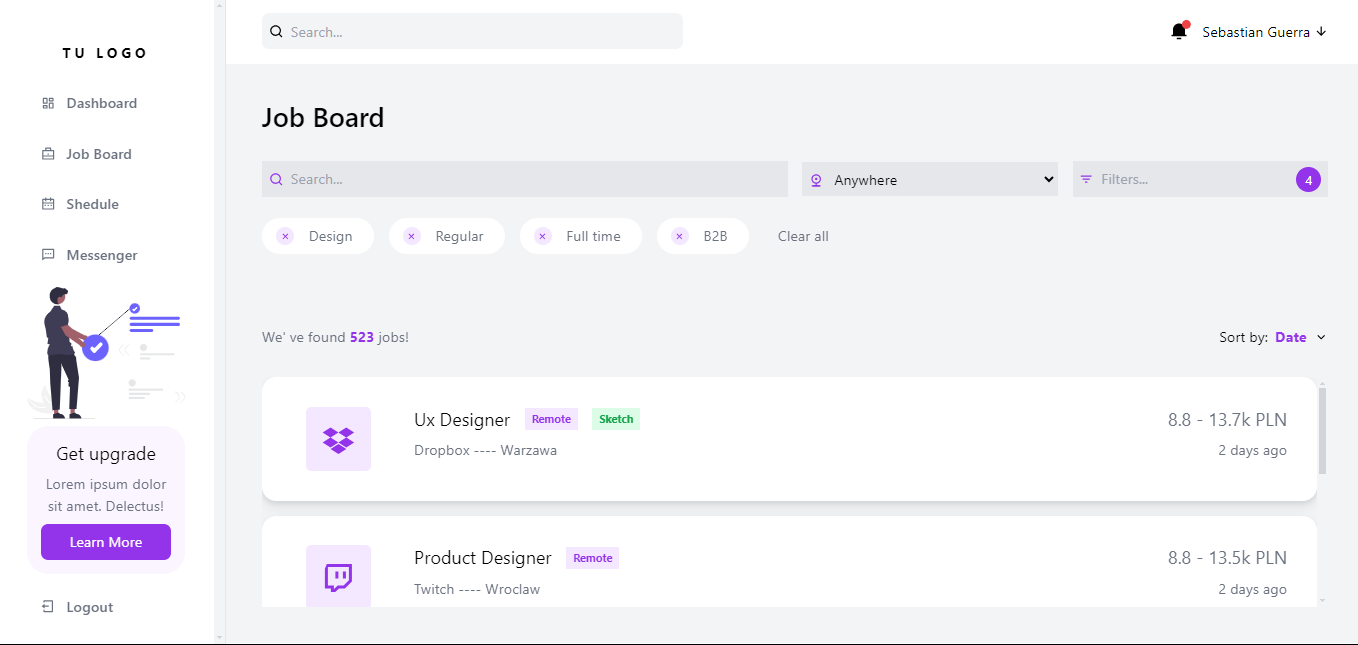 TU LOGO
Dashboard
Job Board
Shedule
Messenger
Get upgrade
Lorem ipsum dolor
sit amet. Delectus!
Learn More
Logout
Search...
Sebastian Guerra
Job Board
Search...
Anywhere
Filters...
4
Design
Regular
Full time
B2B
Clear all
We' ve found 523 jobs!
Sort by: Date
Ux Designer Remote Sketch
8.8 - 13.7k PLN
Dropbox ---- Warzawa
2 days ago
Product Designer Remote
8.8 - 13.5k PLN
Twitch ---- Wroclaw
2 days ago